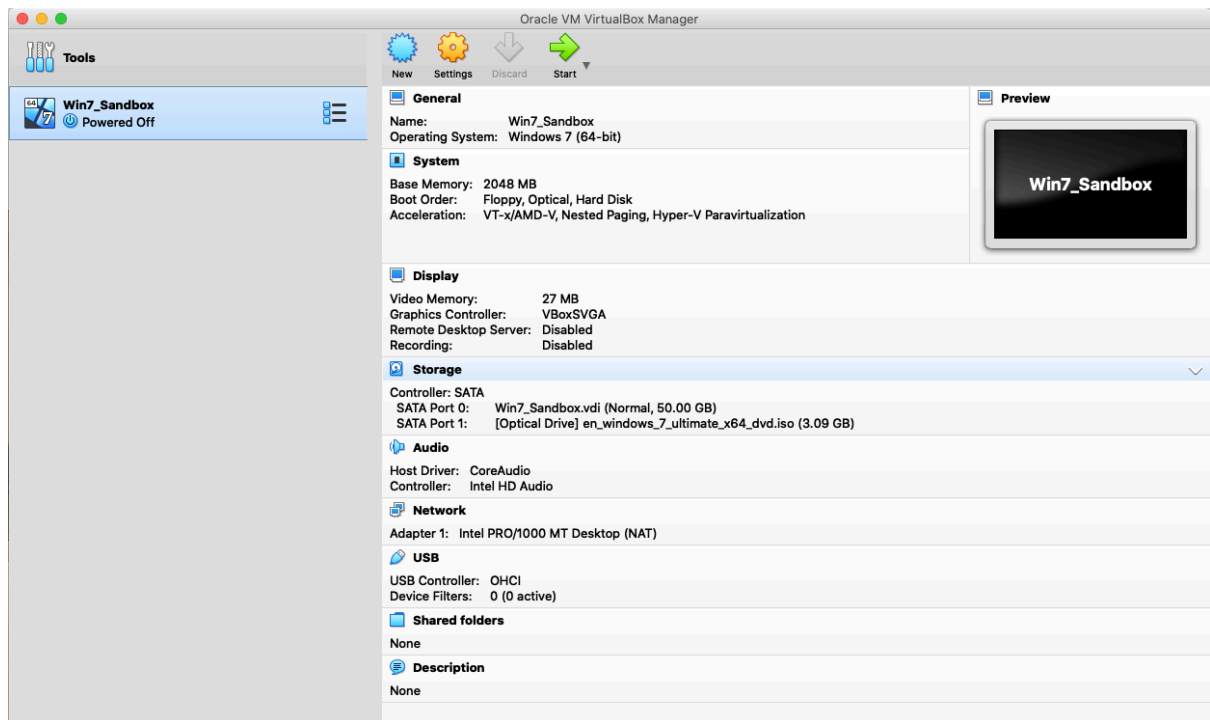 Oracle VM VirtualBox Manager
Tools
New Settings Discard Start
64 7 Win7_Sandbox
Powered Off
General
Name: Win7_Sandbox
Operating System: Windows 7 (64-bit)
System
Base Memory: 2048 MB
Boot Order: Floppy, Optical, Hard Disk
Acceleration: VT-x/AMD-V, Nested Paging, Hyper-V Paravirtualization
Preview
Win7_Sandbox
Display
Video Memory: 27 MB
Graphics Controller: VBoxSVGA
Remote Desktop Server: Disabled
Recording: Disabled
Storage
Controller: SATA
SATA Port 0: Win7_Sandbox.vdi (Normal, 50.00 GB)
SATA Port 1: [Optical Drive] en_windows_7_ultimate_x64_dvd.iso (3.09 GB)
Audio
Host Driver: CoreAudio
Controller: Intel HD Audio
Network
Adapter 1: Intel PRO/1000 MT Desktop (NAT)
USB
USB Controller: OHCI
Device Filters: 0 (0 active)
Shared folders
None
Description
None